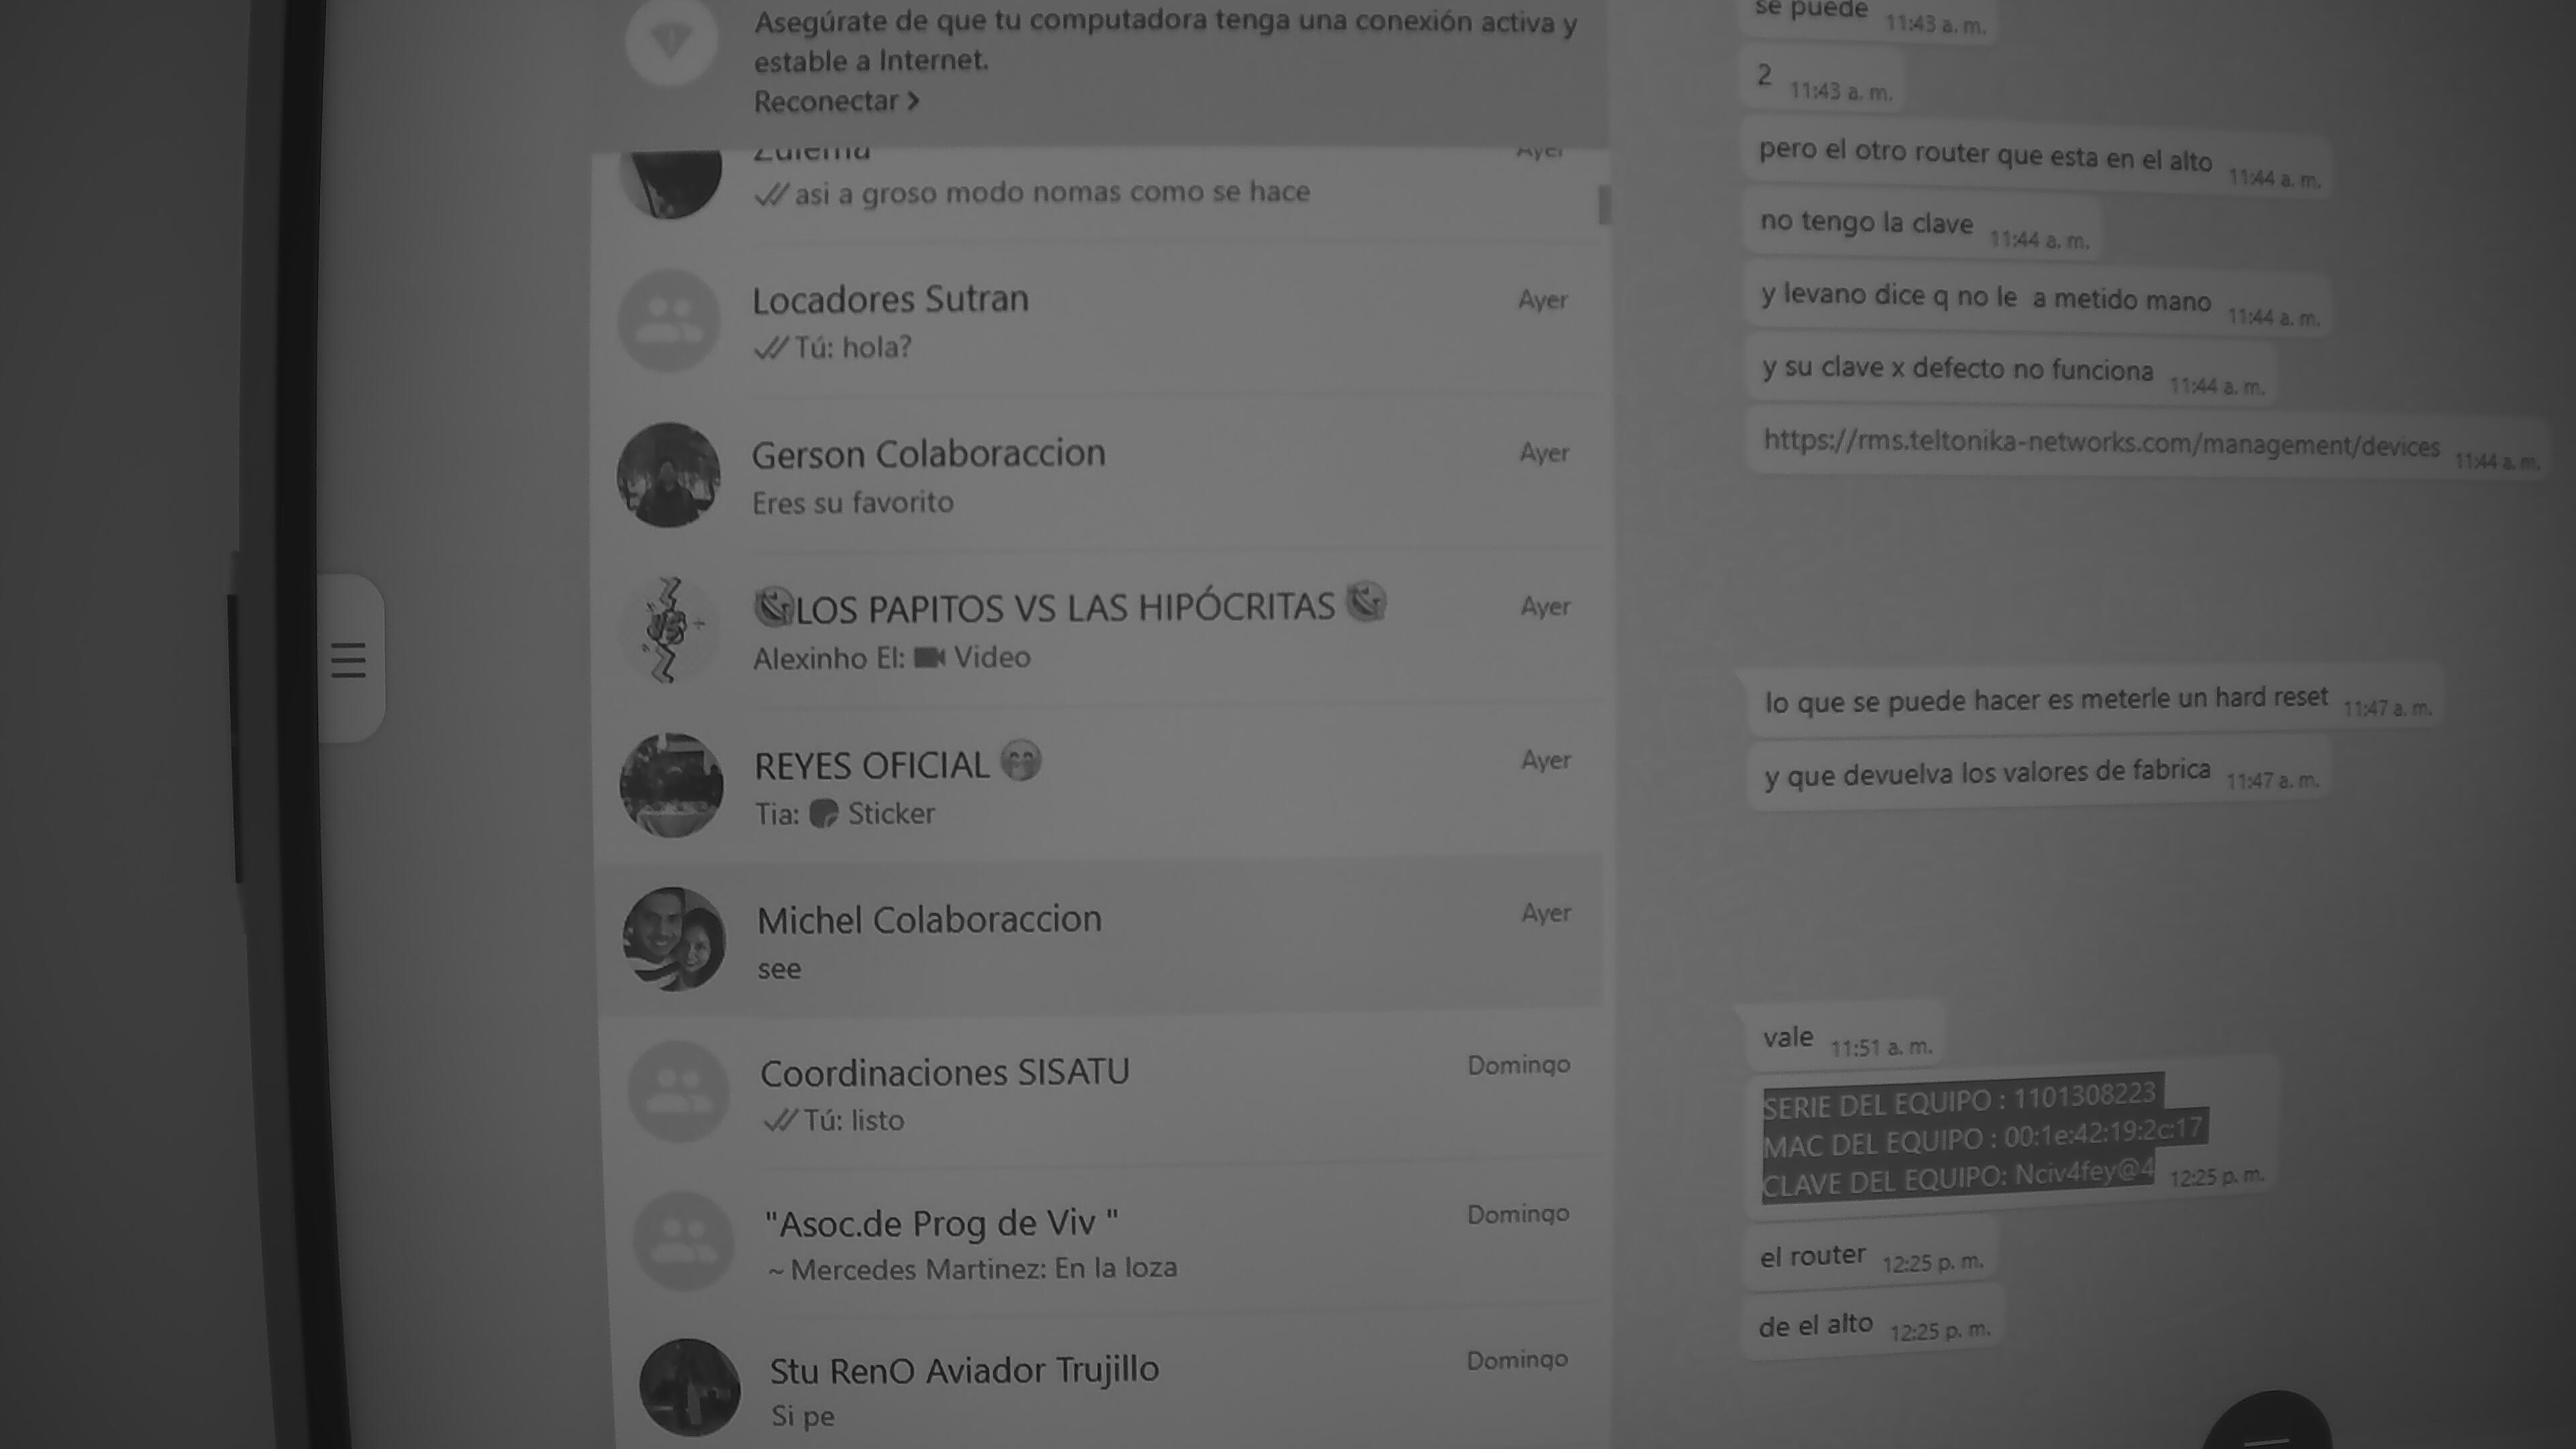 Asegúrate de que tu computadora tenga una conexión activa y
estable a Internet.
Reconectar >
Zulema
Ayer
asi a groso modo nomas como se hace
Locadores Sutran
Ayer
Tú: hola?
Gerson Colaboraccion
Ayer
Eres su favorito
LOS PAPITOS VS LAS HIPÓCRITAS
Ayer
Alexinho El: Video
REYES OFICIAL
Ayer
Tia: Sticker
Michel Colaboraccion
Ayer
see
Coordinaciones SISATU
Domingo
Tú: listo
"Asoc.de Prog de Viv "
Domingo
~ Mercedes Martinez: En la loza
Stu RenO Aviador Trujillo
Domingo
Si pe
se puede 11:43 a. m.
2 11:43 a. m.
pero el otro router que esta en el alto 11:44 a. m.
no tengo la clave 11:44 a. m.
y levano dice q no le a metido mano 11:44 a. m.
y su clave x defecto no funciona 11:44 a. m.
https://rms.teltonika-networks.com/management/devices 11:44 a. m.
lo que se puede hacer es meterle un hard reset 11:47 a. m.
y que devuelva los valores de fabrica 11:47 a. m.
vale 11:51 a. m.
SERIE DEL EQUIPO : 1101308223
MAC DEL EQUIPO : 00:1e:42:19:2c:17
CLAVE DEL EQUIPO: Nciv4fey@4 12:25 p. m.
el router 12:25 p. m.
de el alto 12:25 p. m.